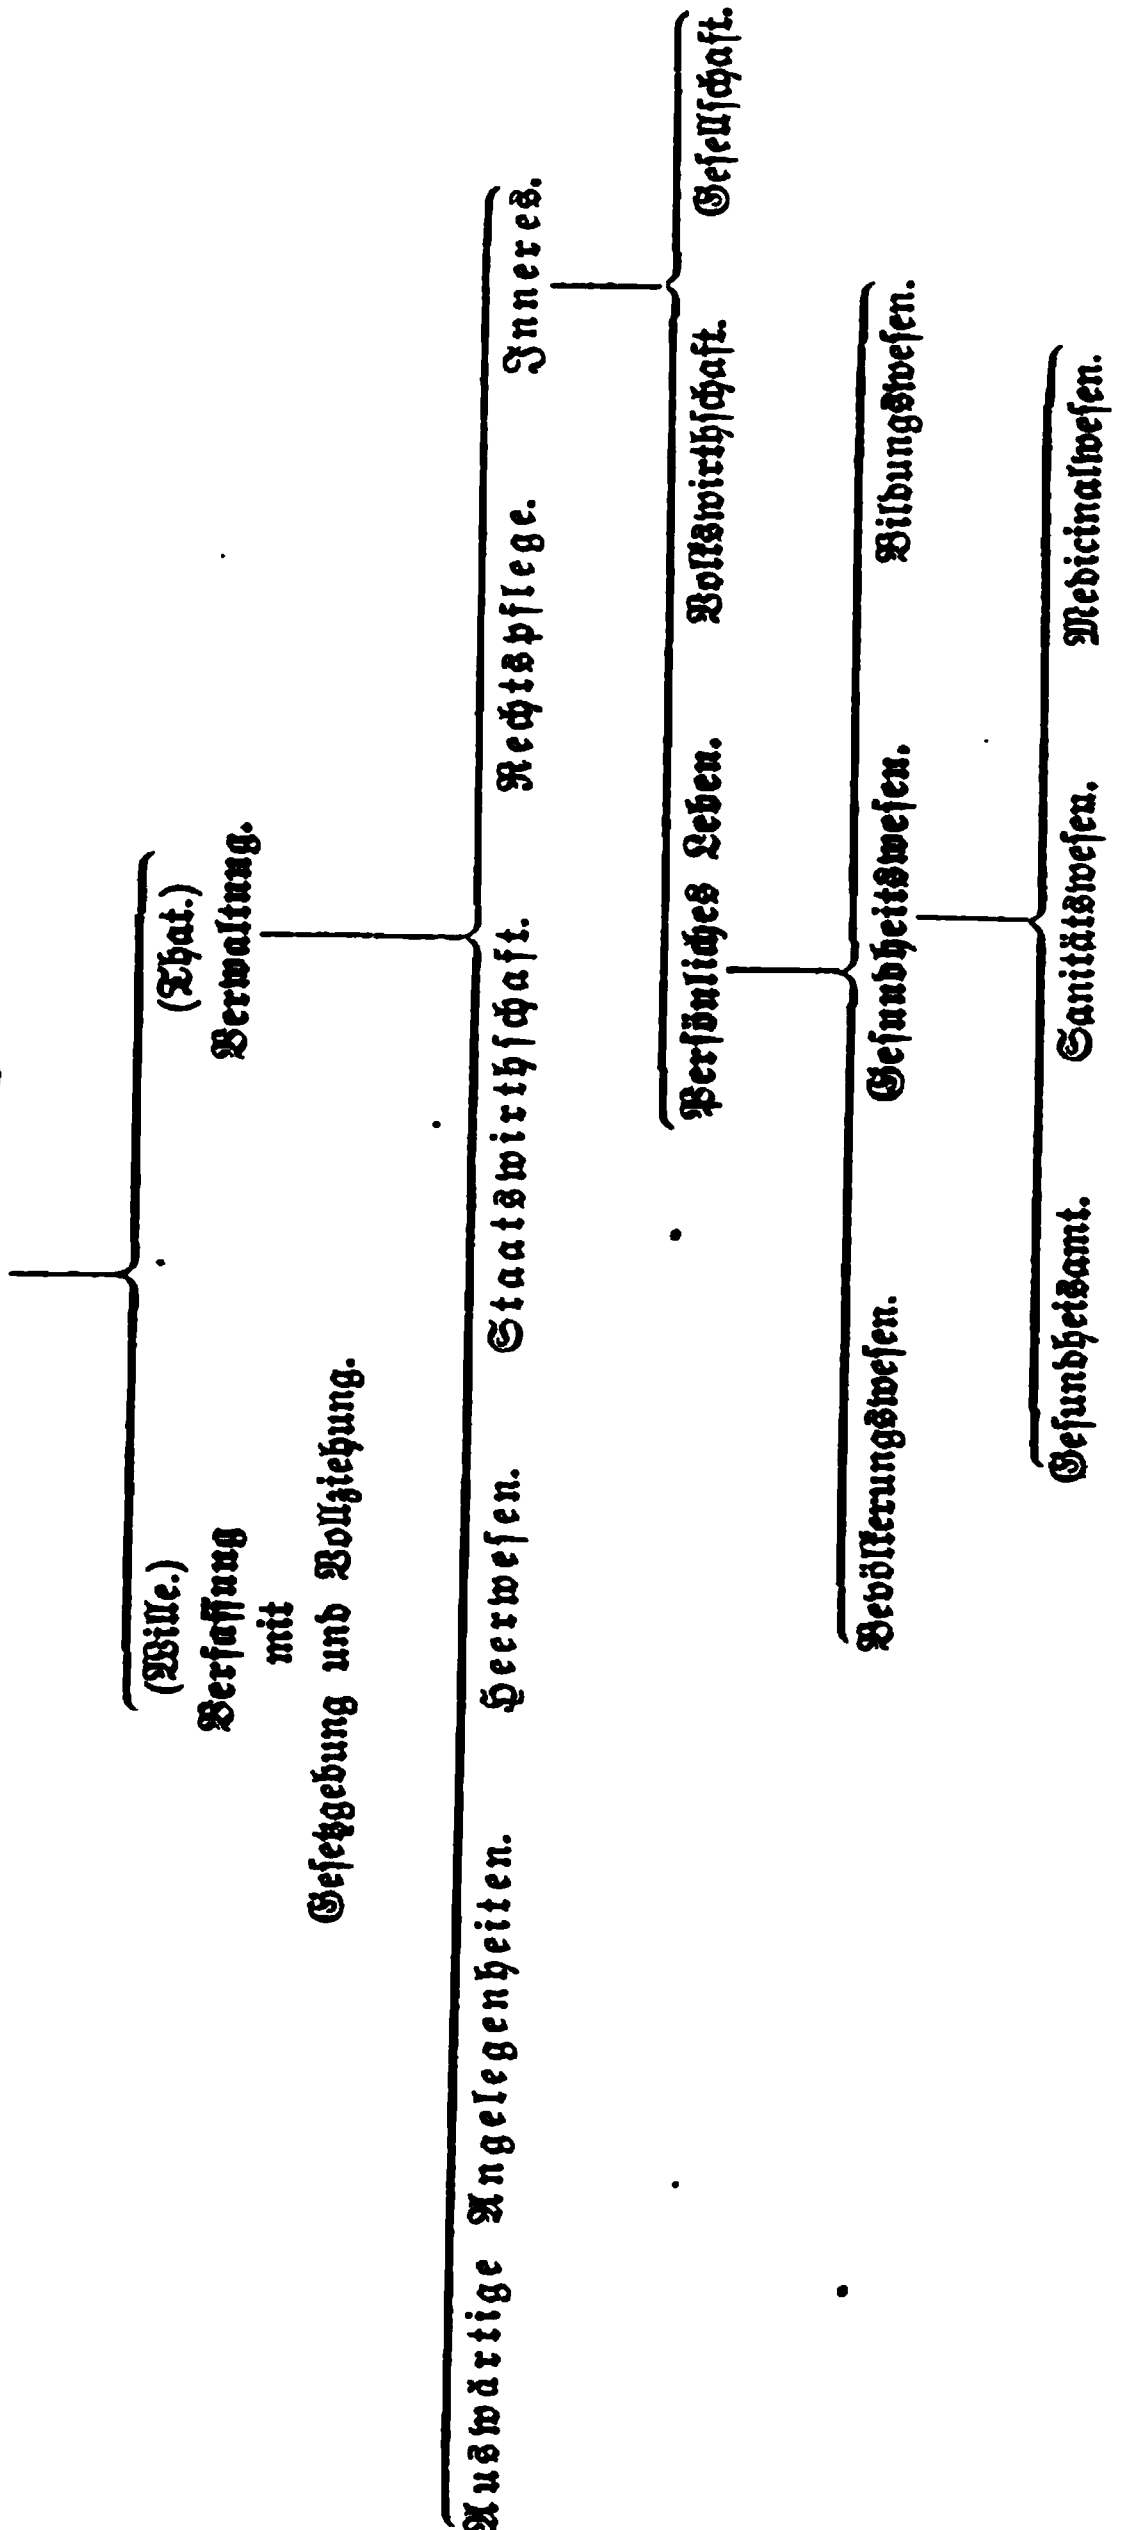 (Wille.)
Verfassung
mit
Gesetzgebung und Vollziehung.
(That.)
Verwaltung.
Auswärtige Angelegenheiten. Heerwesen. Staatswirthschaft. Rechtspflege. Inneres.
Persönliches Leben. Volkswirthschaft. Gesellschaft.
Bevölkerungswesen. Gesundheitswesen. Bildungswesen.
Gesundheisamt. Sanitätswesen. Medicinalwesen.